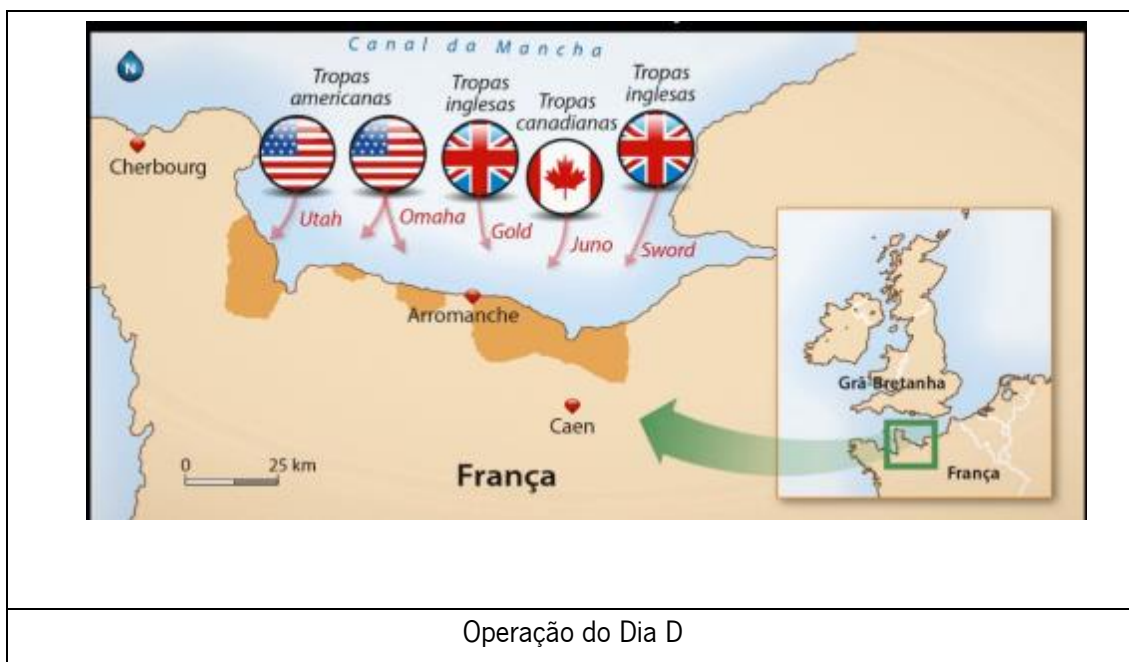 Canal da Mancha
N
Tropas
americanas
Tropas
inglesas
Tropas
canadianas
Tropas
inglesas
Cherbourg
Utah
Omaha
Gold
Juno
Sword
Arromanche
Caen
0 25 km
França
Grã-Bretanha
França
Operação do Dia D